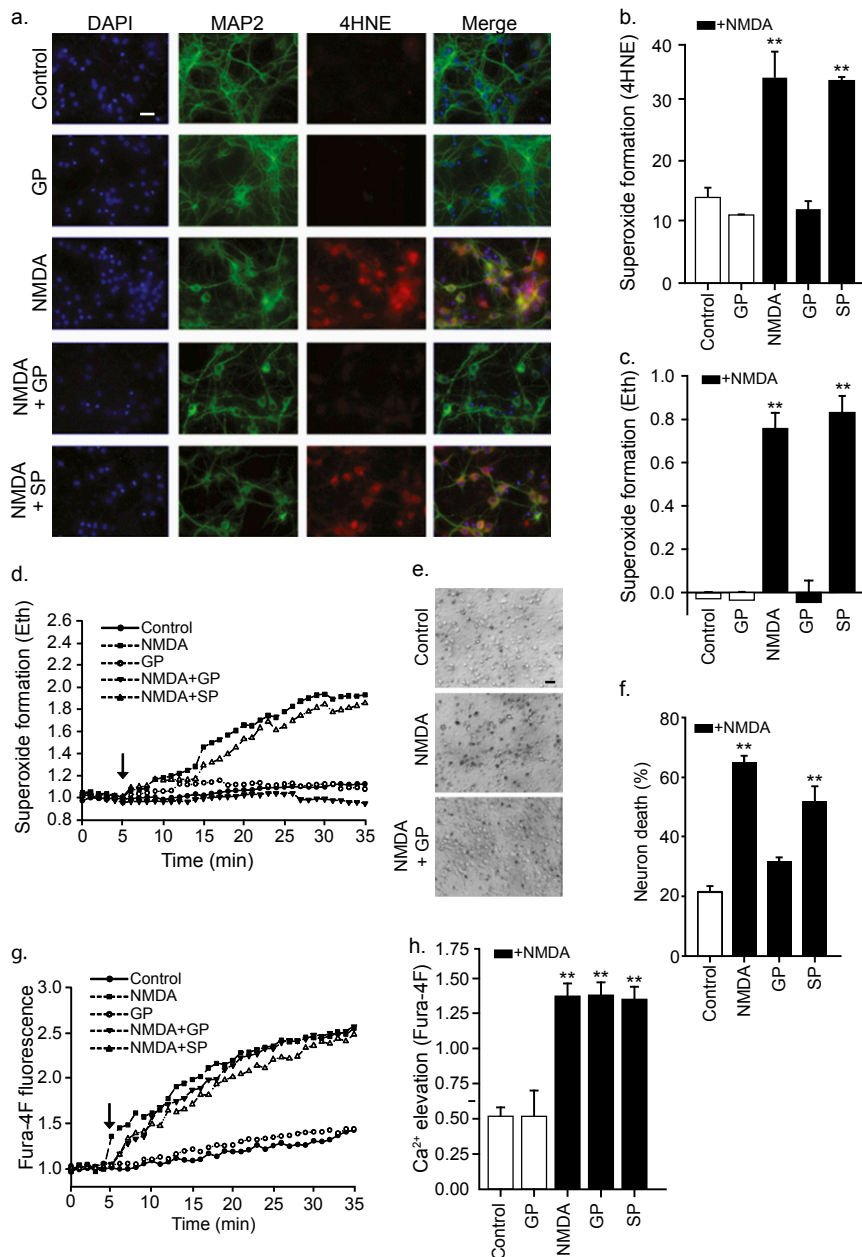 a.
DAPI MAP2 4HNE Merge
Control
GP
NMDA
NMDA
+ GP
NMDA
+ SP
b.
+NMDA
Superoxide formation (4HNE)
40
30
20
10
0
** **
Control GP NMDA GP SP
c.
+NMDA
Superoxide formation (Eth)
1.0
0.8
0.6
0.4
0.2
0.0
** **
Control GP NMDA GP SP
d.
Superoxide formation (Eth)
2.6
2.4
2.2
2.0
1.8
1.6
1.4
1.2
1.0
0.8
Control
NMDA
GP
NMDA+GP
NMDA+SP
0 5 10 15 20 25 30 35
Time (min)
e.
Control
NMDA
NMDA
+ GP
f.
+NMDA
Neuron death (%)
80
60
40
20
0
** **
Control NMDA GP SP
g.
Fura-4F fluorescence
3.0
2.5
2.0
1.5
1.0
Control
NMDA
GP
NMDA+GP
NMDA+SP
0 5 10 15 20 25 30 35
Time (min)
h.
+NMDA
Ca²⁺ elevation (Fura-4F)
1.75
1.50
1.25
1.00
0.75
0.50
0.25
0.00
** ** **
Control GP NMDA GP SP